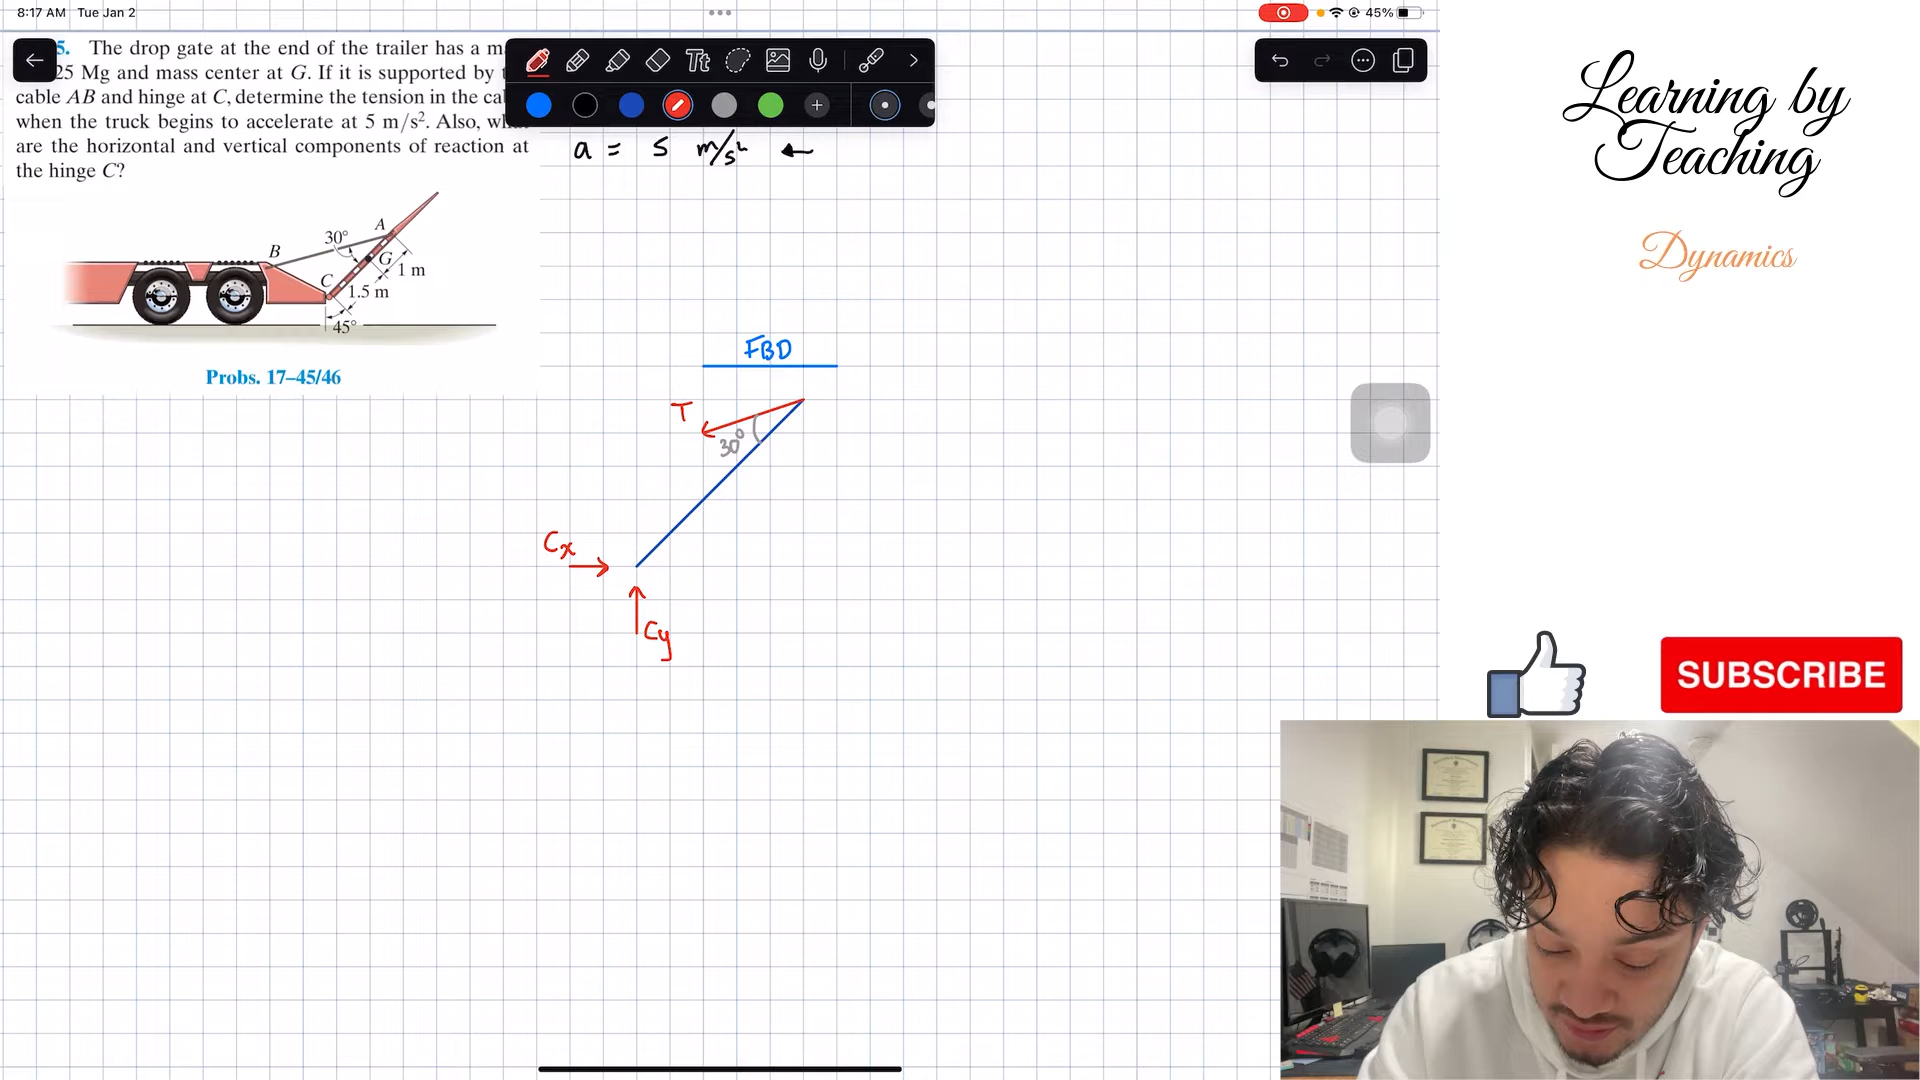 8:17 AM Tue Jan 2
45%
5. The drop gate at the end of the trailer has a
25 Mg and mass center at G. If it is supported by
cable AB and hinge at C, determine the tension in the
when the truck begins to accelerate at 5 m/s². Also,
are the horizontal and vertical components of reaction at
the hinge C?
Tt
a = 5 m/s² ←
A
30°
B
G
1 m
C
1.5 m
45°
Probs. 17–45/46
FBD
T
30°
Cx
Cy
Learning by
Teaching
Dynamics
SUBSCRIBE